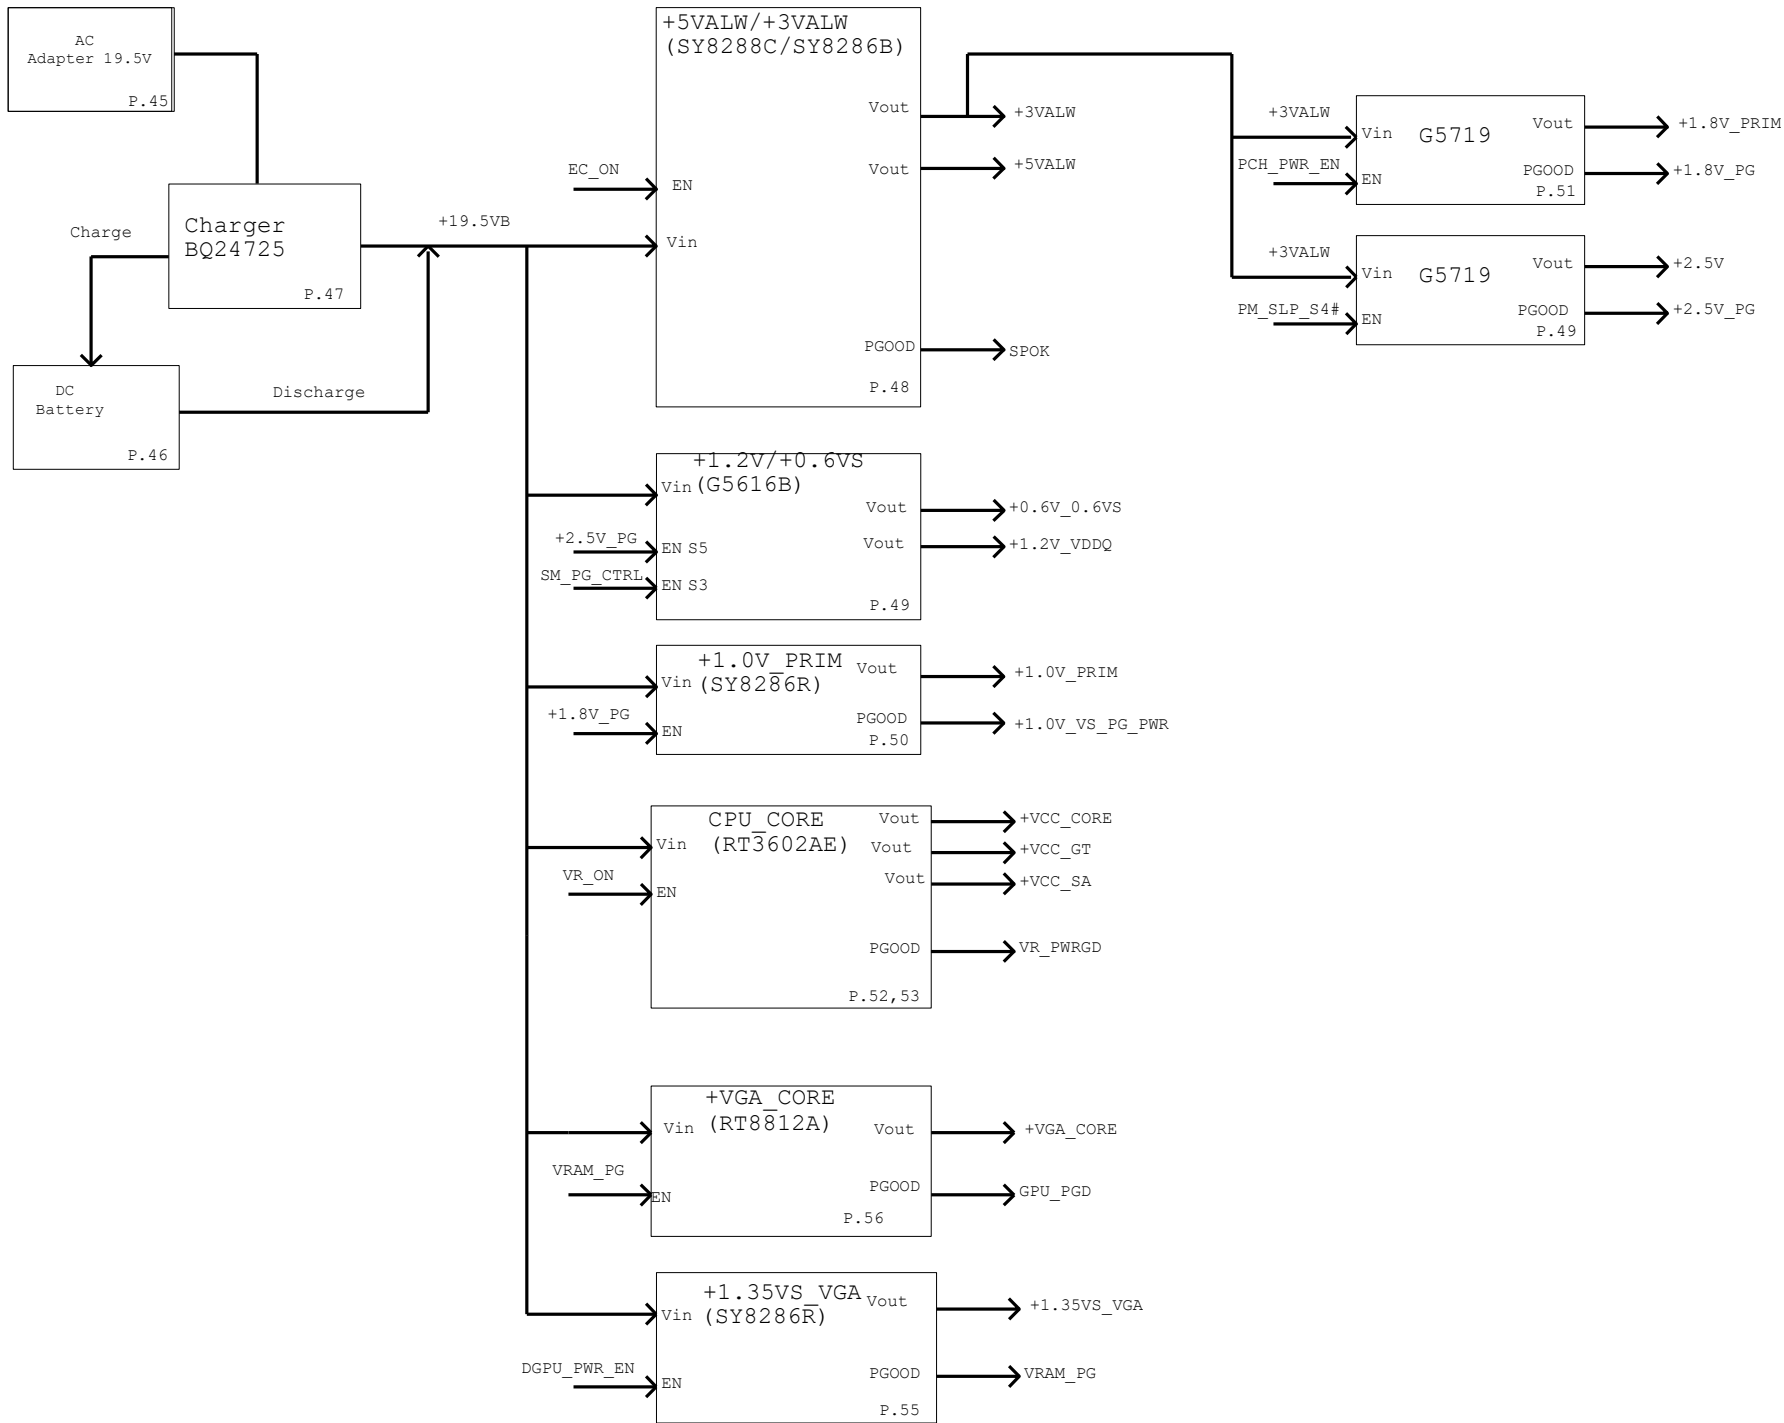 AC
Adapter 19.5V
P.45
Charger
BQ24725
P.47
Charge
DC
Battery
P.46
Discharge
+19.5VB
+5VALW/+3VALW
(SY8288C/SY8286B)
Vout
+3VALW
Vout
+5VALW
EC_ON
EN
Vin
PGOOD
SPOK
P.48
+3VALW
Vin
G5719
Vout
+1.8V_PRIM
PCH_PWR_EN
EN
PGOOD
+1.8V_PG
P.51
+3VALW
Vin
G5719
Vout
+2.5V
PM_SLP_S4#
EN
PGOOD
+2.5V_PG
P.49
+1.2V/+0.6VS
Vin
(G5616B)
Vout
+0.6V_0.6VS
+2.5V_PG
EN S5
Vout
+1.2V_VDDQ
SM_PG_CTRL
EN S3
P.49
+1.0V_PRIM
Vin
(SY8286R)
Vout
+1.0V_PRIM
+1.8V_PG
EN
PGOOD
+1.0V_VS_PG_PWR
P.50
CPU_CORE
(RT3602AE)
Vout
+VCC_CORE
Vin
Vout
+VCC_GT
VR_ON
EN
Vout
+VCC_SA
PGOOD
VR_PWRGD
P.52,53
+VGA_CORE
Vin
(RT8812A)
Vout
+VGA_CORE
VRAM_PG
EN
PGOOD
GPU_PGD
P.56
+1.35VS_VGA
Vin
(SY8286R)
Vout
+1.35VS_VGA
DGPU_PWR_EN
EN
PGOOD
VRAM_PG
P.55